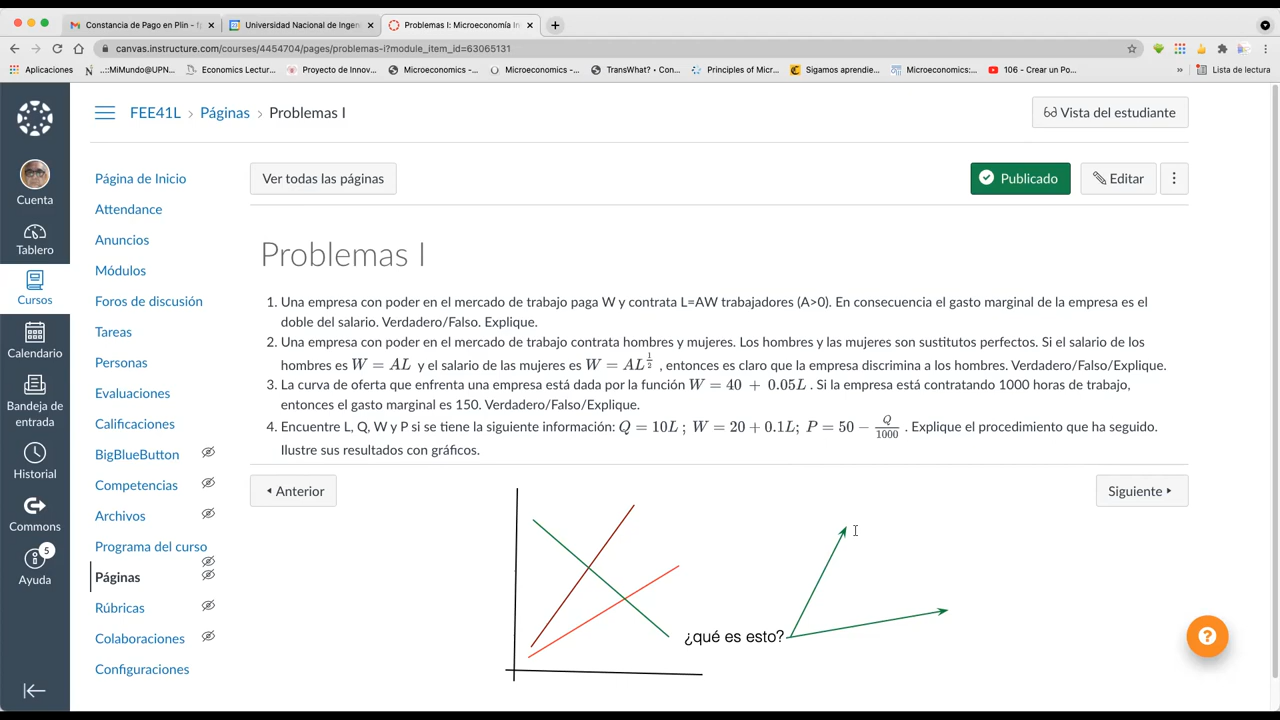 Constancia de Pago en Plin - f
Universidad Nacional de Ingen
Problemas I: Microeconomía In
canvas.instructure.com/courses/4454704/pages/problemas-i?module_item_id=63065131
Aplicaciones
..::MiMundo@UPN...
Economics Lectur...
Proyecto de Innov...
Microeconomics -...
Microeconomics -...
TransWhat? • Con...
Principles of Micr...
Sigamos aprendie...
Microeconomic:...
106 - Crear un Po...
»
Lista de lectura
FEE41L > Páginas > Problemas I
Vista del estudiante
Ver todas las páginas
Publicado
Editar
Cuenta
Tablero
Cursos
Calendario
Bandeja de entrada
Historial
Commons
5
Ayuda
Página de Inicio
Attendance
Anuncios
Módulos
Foros de discusión
Tareas
Personas
Evaluaciones
Calificaciones
BigBlueButton
Competencias
Archivos
Programa del curso
Páginas
Rúbricas
Colaboraciones
Configuraciones
Problemas I
1. Una empresa con poder en el mercado de trabajo paga W y contrata L=AW trabajadores (A>0). En consecuencia el gasto marginal de la empresa es el
doble del salario. Verdadero/Falso. Explique.
2. Una empresa con poder en el mercado de trabajo contrata hombres y mujeres. Los hombres y las mujeres son sustitutos perfectos. Si el salario de los
hombres es W = AL y el salario de las mujeres es W = AL^{1/2} , entonces es claro que la empresa discrimina a los hombres. Verdadero/Falso/Explique.
3. La curva de oferta que enfrenta una empresa está dada por la función W = 40 + 0.05L . Si la empresa está contratando 1000 horas de trabajo,
entonces el gasto marginal es 150. Verdadero/Falso/Explique.
4. Encuentre L, Q, W y P si se tiene la siguiente información: Q = 10L ; W = 20 + 0.1L; P = 50 − Q/1000 . Explique el procedimiento que ha seguido.
Ilustre sus resultados con gráficos.
Anterior
Siguiente
¿qué es esto?